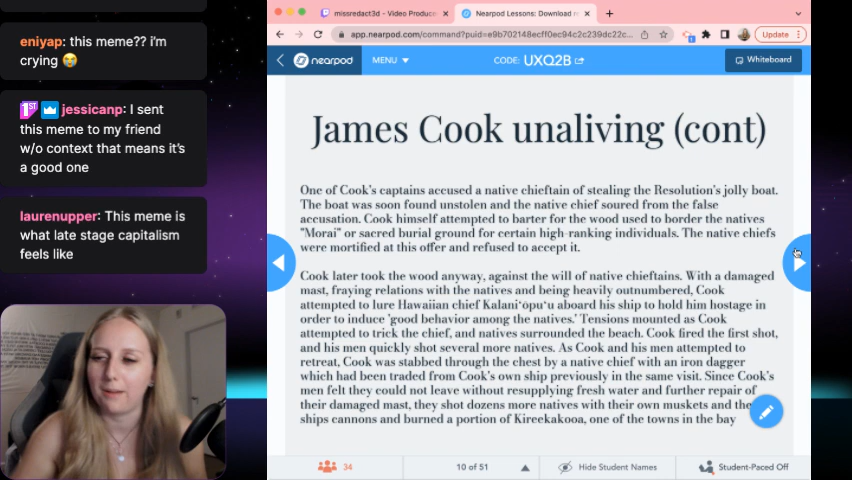 eniyap: this meme?? i'm
crying 😭
1ST jessicanp: I sent
this meme to my friend
w/o context that means it's
a good one
laurenupper: This meme is
what late stage capitalism
feels like
missredact3d - Video Produce
Nearpod Lessons: Download n
app.nearpod.com/command?puid=e9b702148ecff0ec94c2c239dc22c...
Update
nearpod
MENU
CODE: UXQ2B
Whiteboard
James Cook unaliving (cont)
One of Cook's captains accused a native chieftain of stealing the Resolution's jolly boat.
The boat was soon found unstolen and the native chief soured from the false
accusation. Cook himself attempted to barter for the wood used to border the natives
"Morai" or sacred burial ground for certain high-ranking individuals. The native chiefs
were mortified at this offer and refused to accept it.
Cook later took the wood anyway, against the will of native chieftains. With a damaged
mast, fraying relations with the natives and being heavily outnumbered, Cook
attempted to lure Hawaiian chief Kalaniʻōpuʻu aboard his ship to hold him hostage in
order to induce 'good behavior among the natives.' Tensions mounted as Cook
attempted to trick the chief, and natives surrounded the beach. Cook fired the first shot,
and his men quickly shot several more natives. As Cook and his men attempted to
retreat, Cook was stabbed through the chest by a native chief with an iron dagger
which had been traded from Cook's own ship previously in the same visit. Since Cook's
men felt they could not leave without resupplying fresh water and further repair of
their damaged mast, they shot dozens more natives with their own muskets and the
ships cannons and burned a portion of Kireekakooa, one of the towns in the bay
34
10 of 51
Hide Student Names
Student-Paced Off